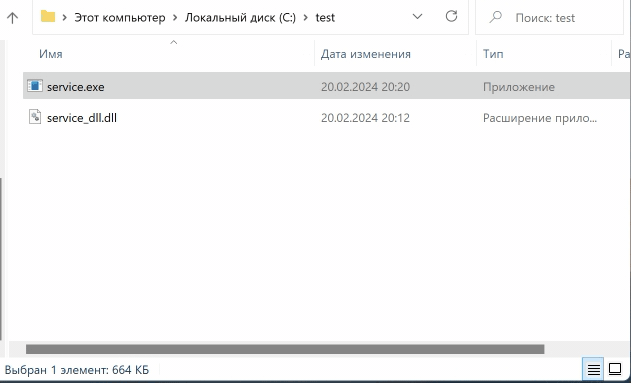 Этот компьютер > Локальный диск (C:) > test Поиск: test
Имя Дата изменения Тип Ра
service.exe 20.02.2024 20:20 Приложение
service_dll.dll 20.02.2024 20:12 Расширение прило...
Выбран 1 элемент: 664 КБ